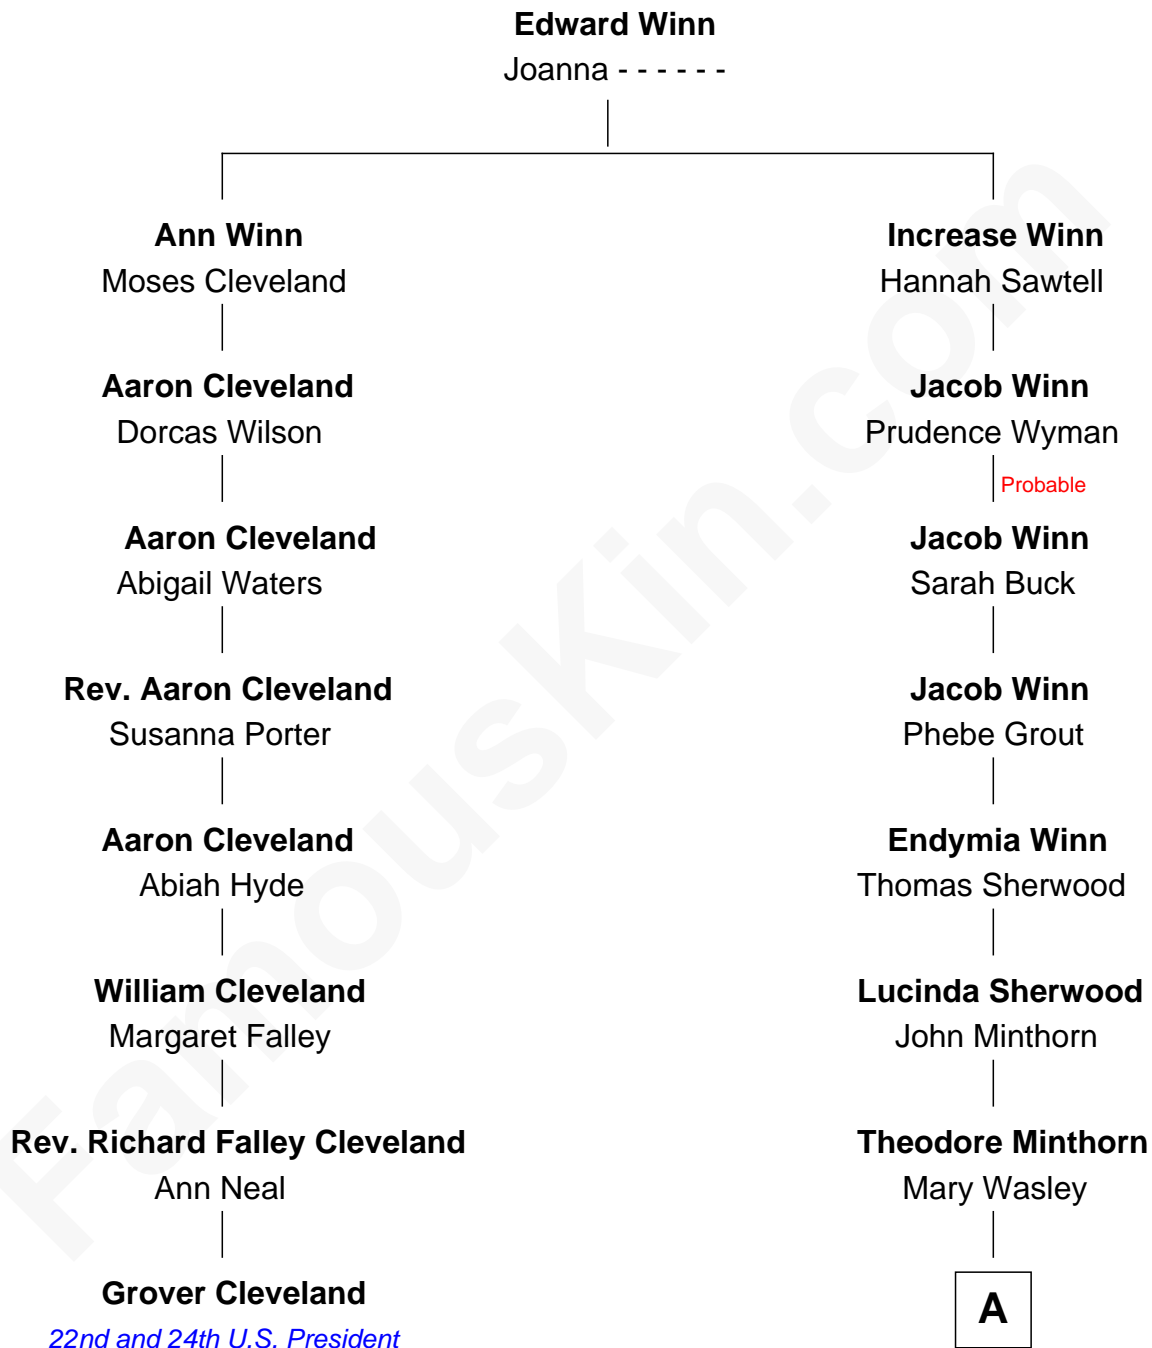 Edward Winn
Joanna - - - - - -
Ann Winn
Moses Cleveland
Increase Winn
Hannah Sawtell
Aaron Cleveland
Dorcas Wilson
Jacob Winn
Prudence Wyman
Probable
Aaron Cleveland
Abigail Waters
Jacob Winn
Sarah Buck
Rev. Aaron Cleveland
Susanna Porter
Jacob Winn
Phebe Grout
Aaron Cleveland
Abiah Hyde
Endymia Winn
Thomas Sherwood
William Cleveland
Margaret Falley
Lucinda Sherwood
John Minthorn
Rev. Richard Falley Cleveland
Ann Neal
Theodore Minthorn
Mary Wasley
Grover Cleveland
22nd and 24th U.S. President
A
FamousKin.com